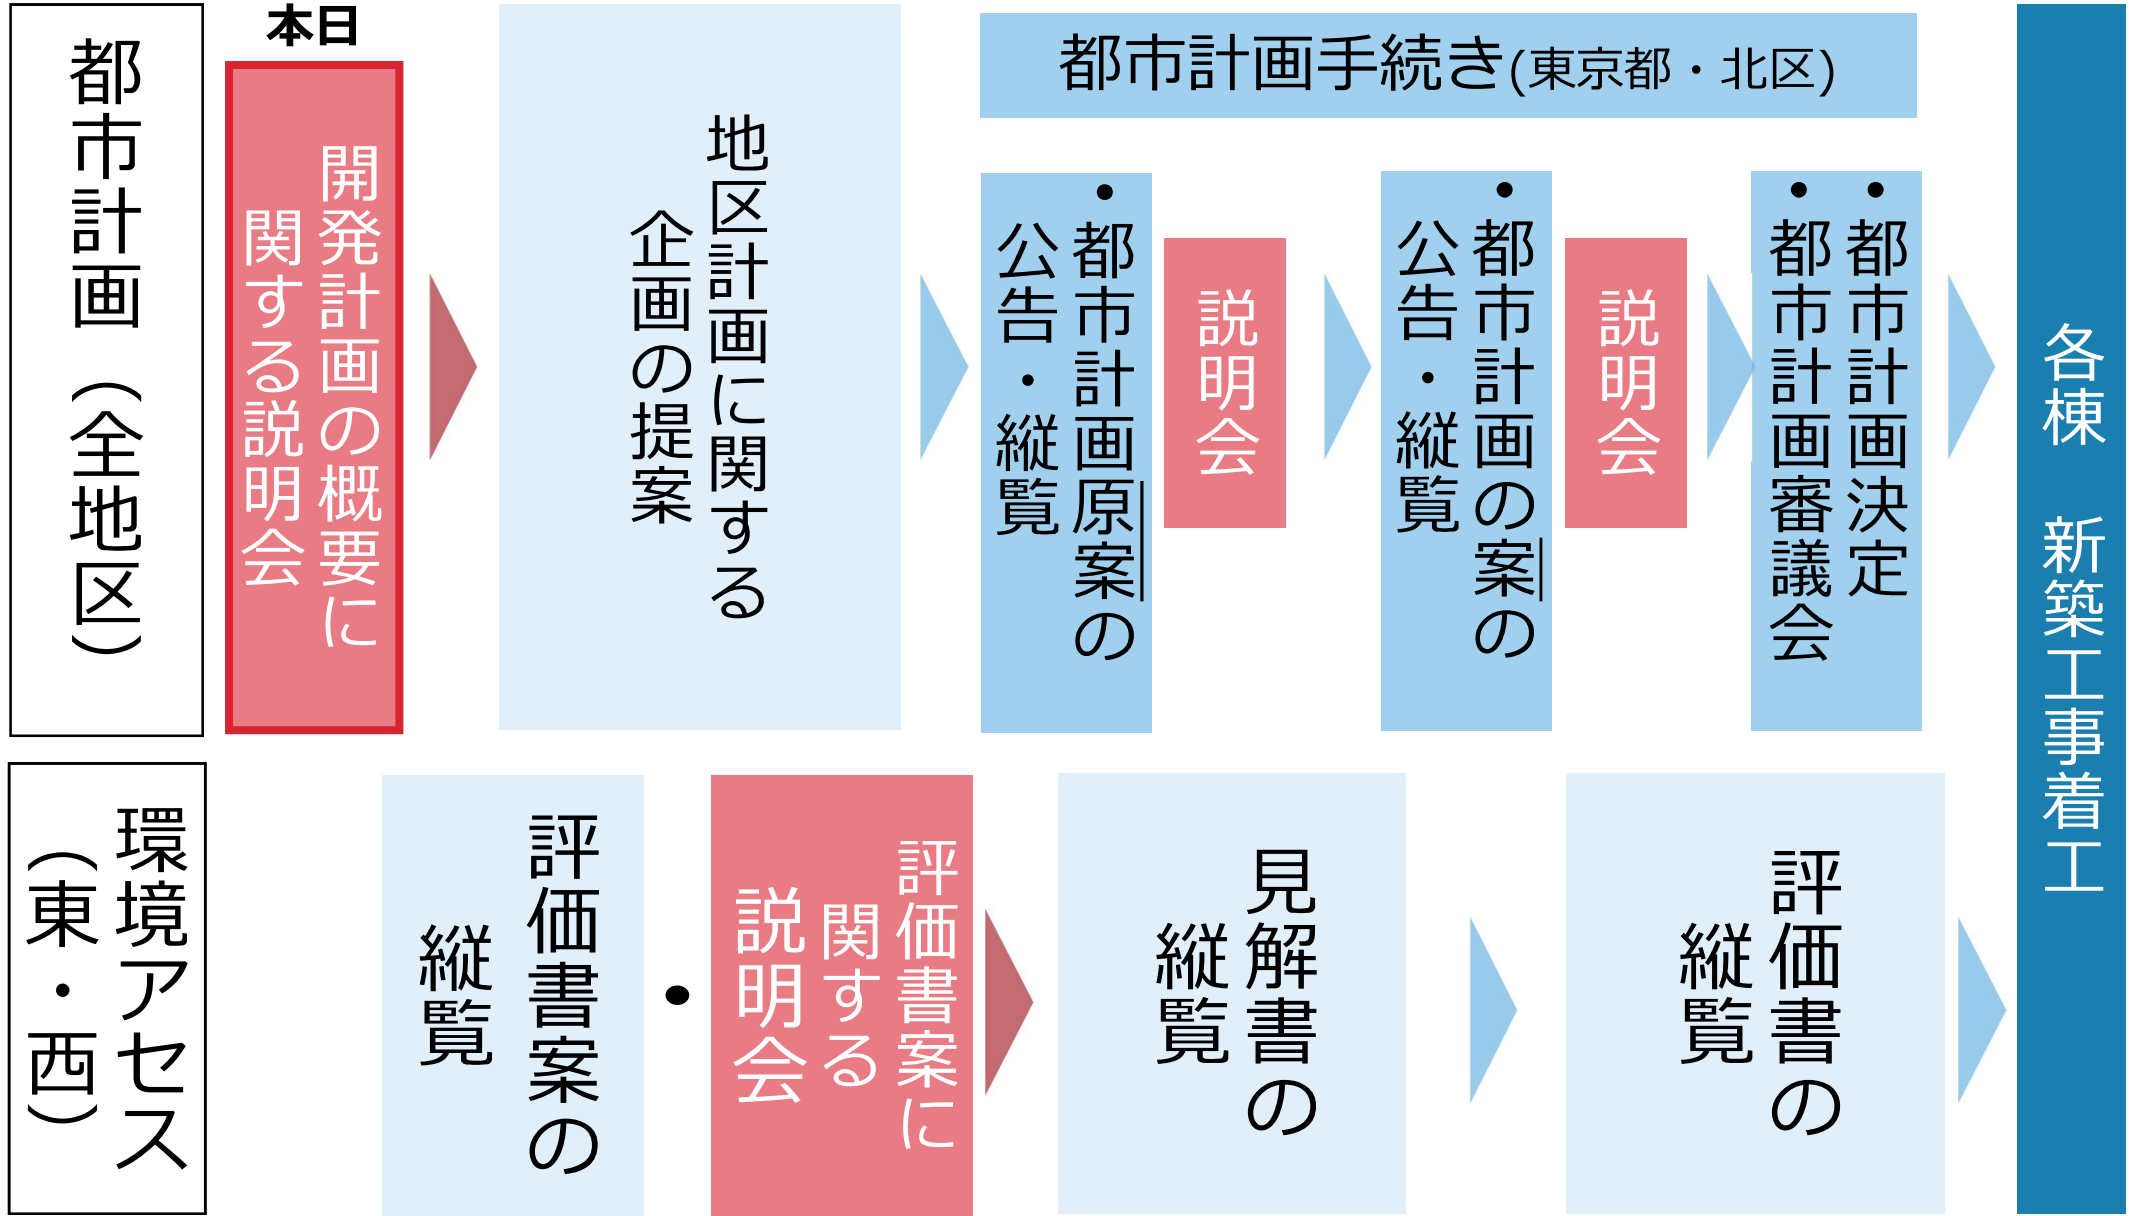 都市計画（全地区）
本日
開発計画の概要に
関する説明会
地区計画に関する
企画の提案
都市計画手続き(東京都・北区)
・都市計画原案の
公告・縦覧
説明会
・都市計画の案の
公告・縦覧
説明会
・都市計画決定
・都市計画審議会
各棟　新築工事着工
環境アセス
（東・西）
評価書案の
縦覧
・
評価書案に
関する
説明会
見解書の
縦覧
評価書の
縦覧